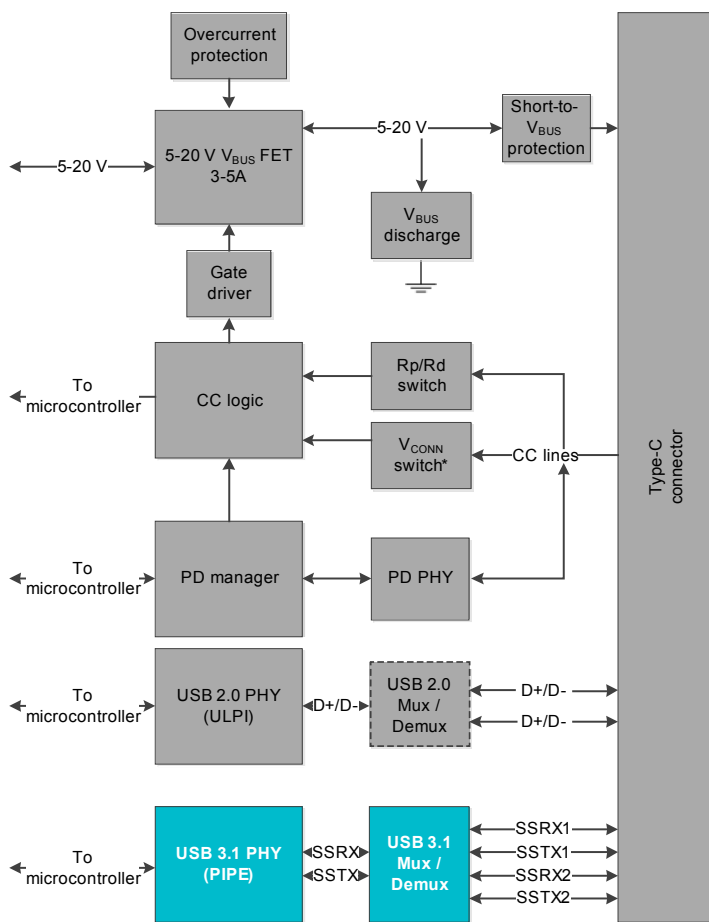 Overcurrent
protection
5-20 V
5-20 V VBUS FET
3-5A
5-20 V
Short-to-
VBUS
protection
VBUS
discharge
Gate
driver
To
microcontroller
CC logic
Rp/Rd
switch
VCONN
switch*
CC lines
Type-C
connector
To
microcontroller
PD manager
PD PHY
To
microcontroller
USB 2.0 PHY
(ULPI)
D+/D-
USB 2.0
Mux /
Demux
D+/D-
D+/D-
To
microcontroller
USB 3.1 PHY
(PIPE)
SSRX
SSTX
USB 3.1
Mux /
Demux
SSRX1
SSTX1
SSRX2
SSTX2